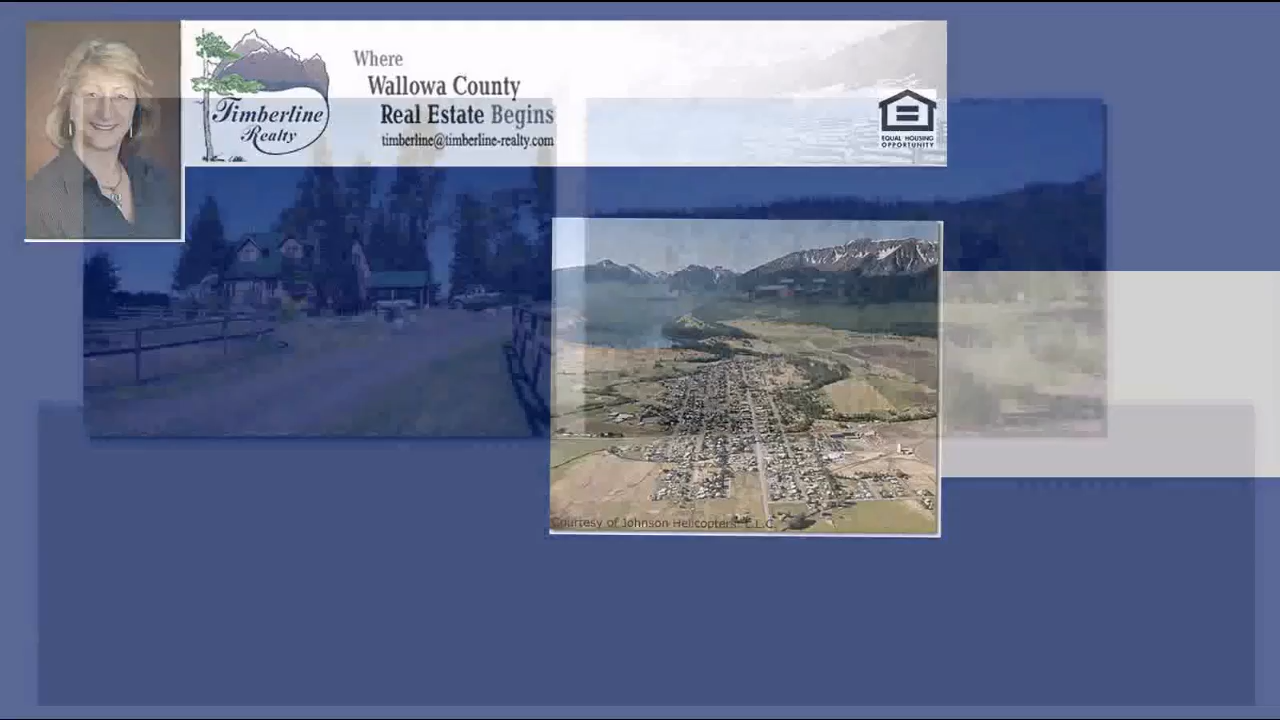 Timberline
Realty
Where
Wallowa County
Real Estate Begins
timberline@timberline-realty.com
EQUAL HOUSING
OPPORTUNITY
Courtesy of Johnson Helicopters L.L.C.